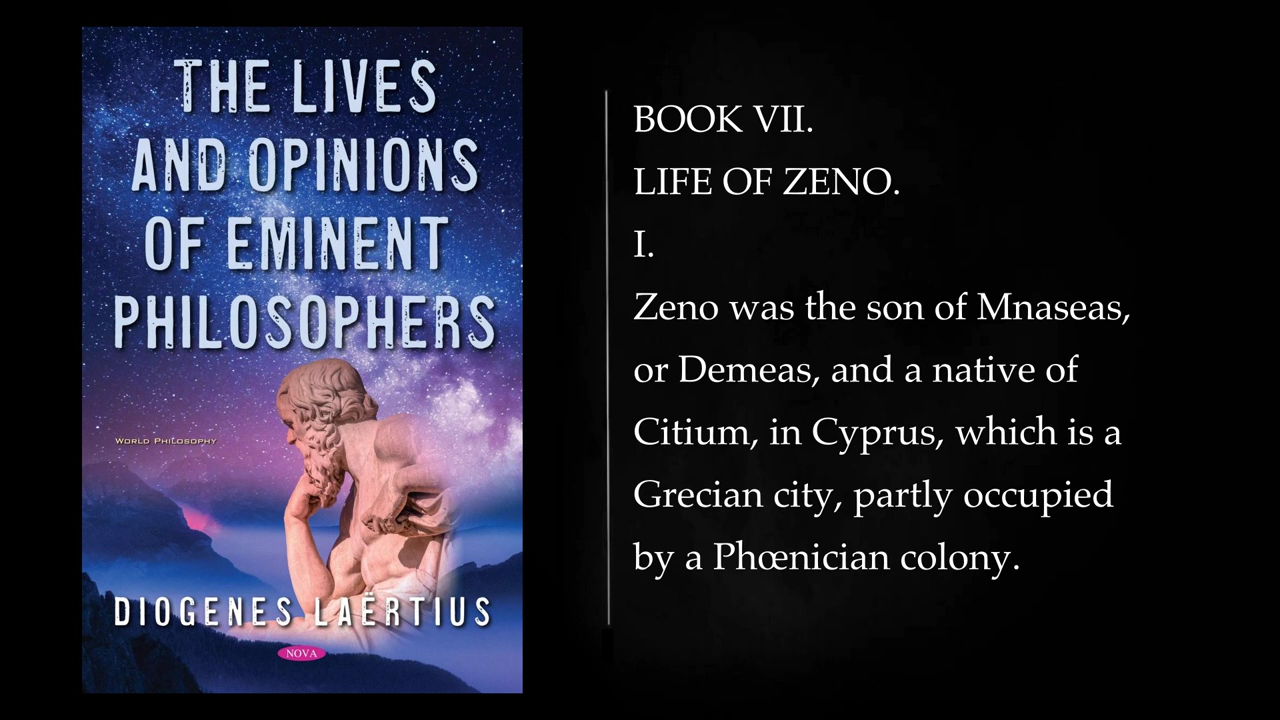 THE LIVES
AND OPINIONS
OF EMINENT
PHILOSOPHERS
WORLD PHILOSOPHY
DIOGENES LAËRTIUS
NOVA
BOOK VII.
LIFE OF ZENO.
I.
Zeno was the son of Mnaseas,
or Demeas, and a native of
Citium, in Cyprus, which is a
Grecian city, partly occupied
by a Phœnician colony.